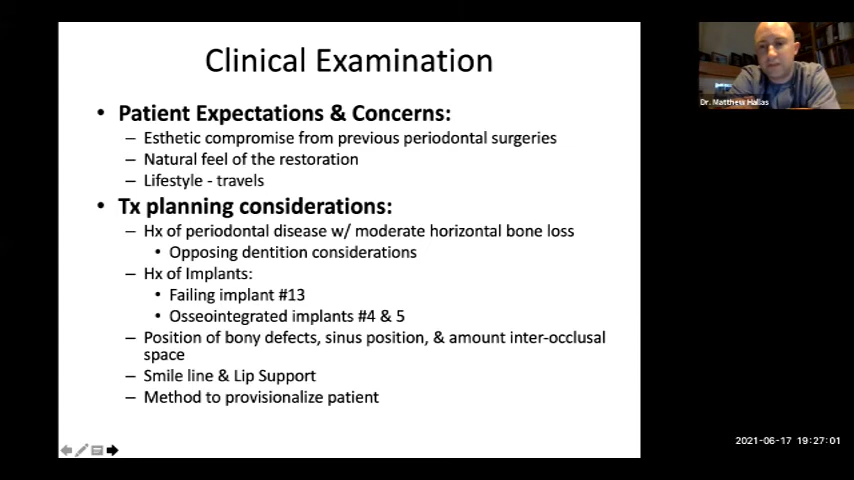 Clinical Examination
• Patient Expectations & Concerns:
– Esthetic compromise from previous periodontal surgeries
– Natural feel of the restoration
– Lifestyle - travels
• Tx planning considerations:
– Hx of periodontal disease w/ moderate horizontal bone loss
• Opposing dentition considerations
– Hx of Implants:
• Failing implant #13
• Osseointegrated implants #4 & 5
– Position of bony defects, sinus position, & amount inter-occlusal
space
– Smile line & Lip Support
– Method to provisionalize patient
Dr. Matthew Hallas
2021-06-17 19:27:01